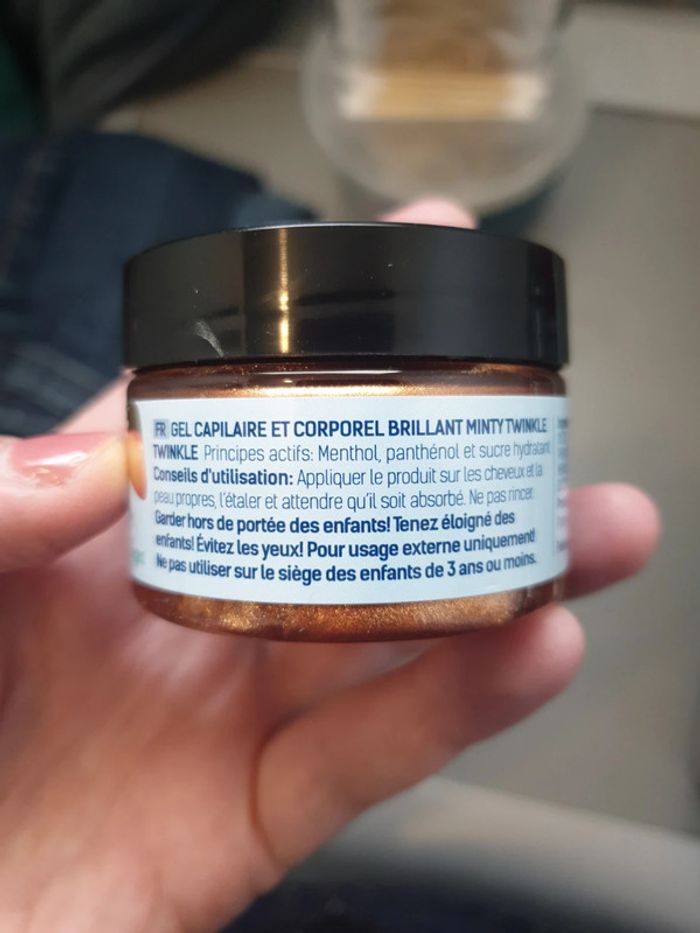 FR GEL CAPILAIRE ET CORPOREL BRILLANT MINTY TWINKLE
TWINKLE Principes actifs: Menthol, panthénol et sucre hydratant
Conseils d'utilisation: Appliquer le produit sur les cheveux et la
peau propres, l'étaler et attendre qu'il soit absorbé. Ne pas rincer.
Garder hors de portée des enfants! Tenez éloigné des
enfants! Évitez les yeux! Pour usage externe uniquement!
Ne pas utiliser sur le siège des enfants de 3 ans ou moins.